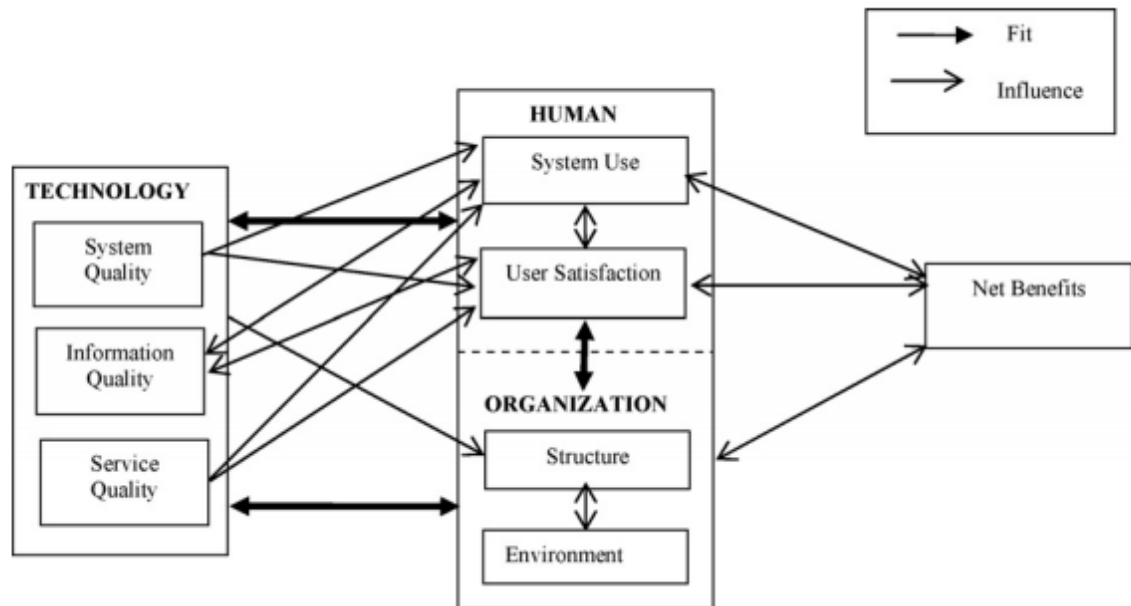 Fit
Influence
HUMAN
System Use
TECHNOLOGY
System
Quality
User Satisfaction
Net Benefits
Information
Quality
ORGANIZATION
Structure
Service
Quality
Environment